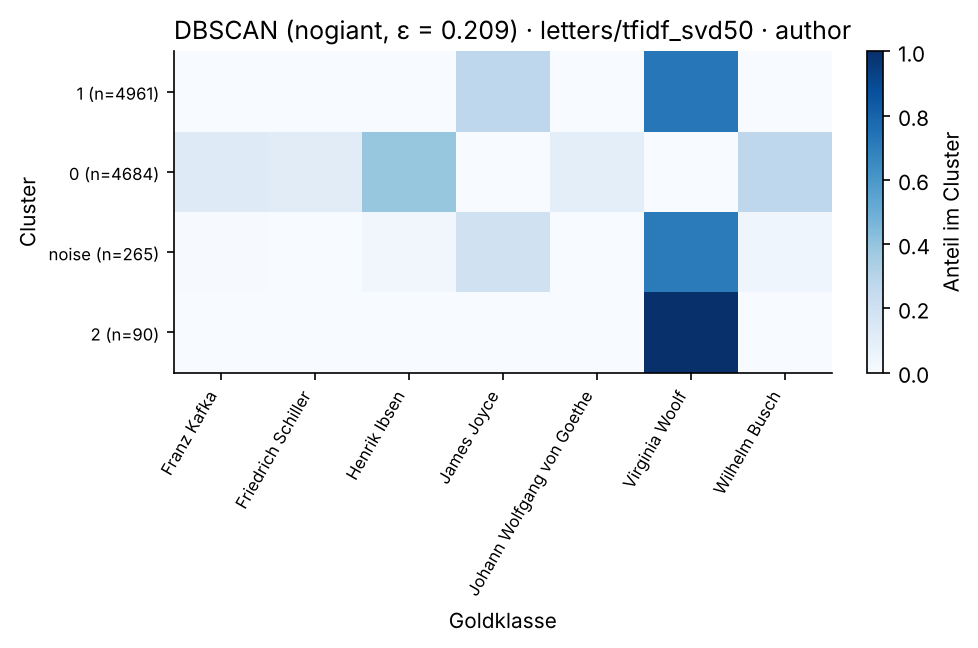 DBSCAN (nogiant, ε = 0.209) · letters/tfidf_svd50 · author
Cluster
1 (n=4961)
0 (n=4684)
noise (n=265)
2 (n=90)
Franz Kafka
Friedrich Schiller
Henrik Ibsen
James Joyce
Johann Wolfgang von Goethe
Virginia Woolf
Wilhelm Busch
Goldklasse
1.0
0.8
0.6
0.4
0.2
0.0
Anteil im Cluster